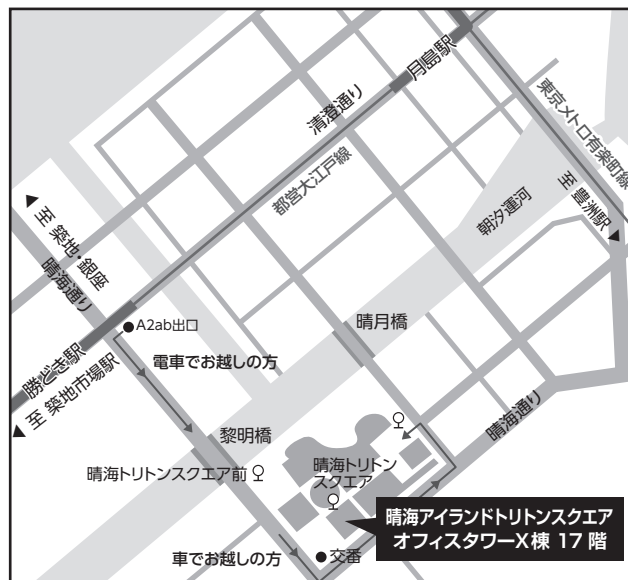 月島駅
清澄通り
都営大江戸線
東京メトロ有楽町線
至 豊洲駅
朝汐運河
至 築地・銀座
晴海通り
A2ab出口
勝どき駅
至 築地市場駅
電車でお越しの方
晴月橋
黎明橋
晴海トリトンスクエア前
晴海トリトン
スクエア
晴海通り
晴海アイランドトリトンスクエア
オフィスタワーX棟 17 階
車でお越しの方
交番